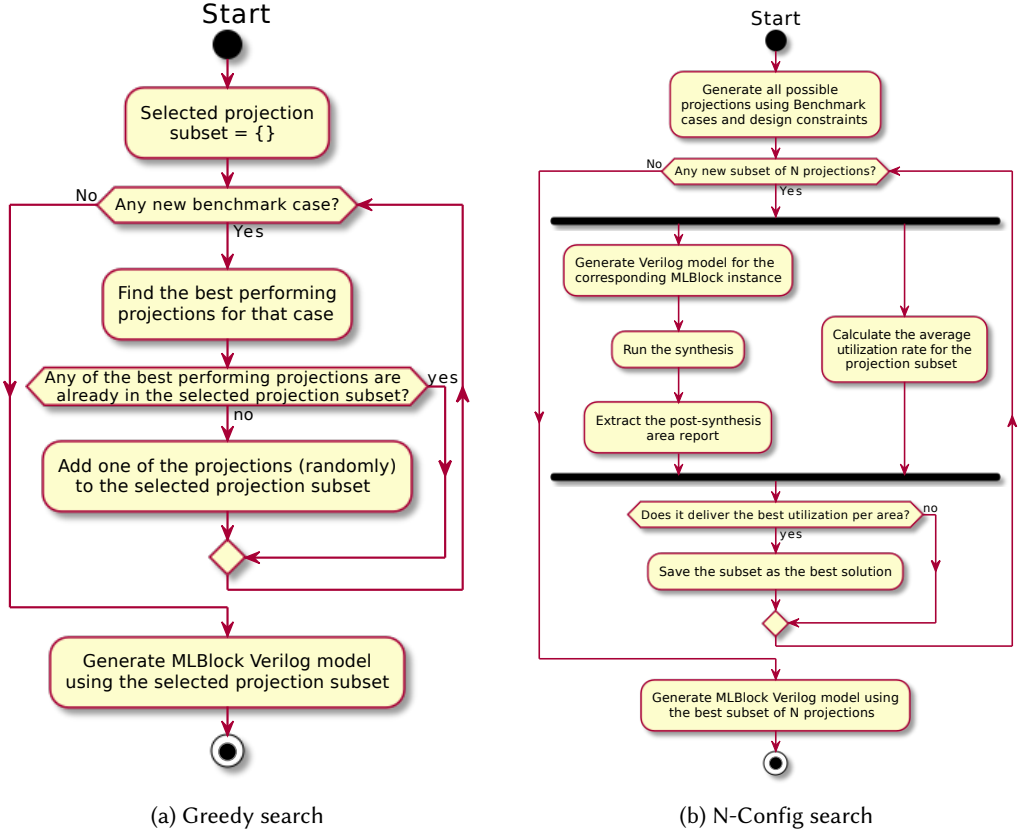 Start
Selected projection
subset = {}
No
Any new benchmark case?
Yes
Find the best performing
projections for that case
Any of the best performing projections are
already in the selected projection subset?
yes
no
Add one of the projections (randomly)
to the selected projection subset
Generate MLBlock Verilog model
using the selected projection subset
(a) Greedy search
Start
Generate all possible
projections using Benchmark
cases and design constraints
No
Any new subset of N projections?
Yes
Generate Verilog model for the
corresponding MLBlock instance
Run the synthesis
Extract the post-synthesis
area report
Calculate the average
utilization rate for the
projection subset
Does it deliver the best utilization per area?
no
yes
Save the subset as the best solution
Generate MLBlock Verilog model using
the best subset of N projections
(b) N-Config search